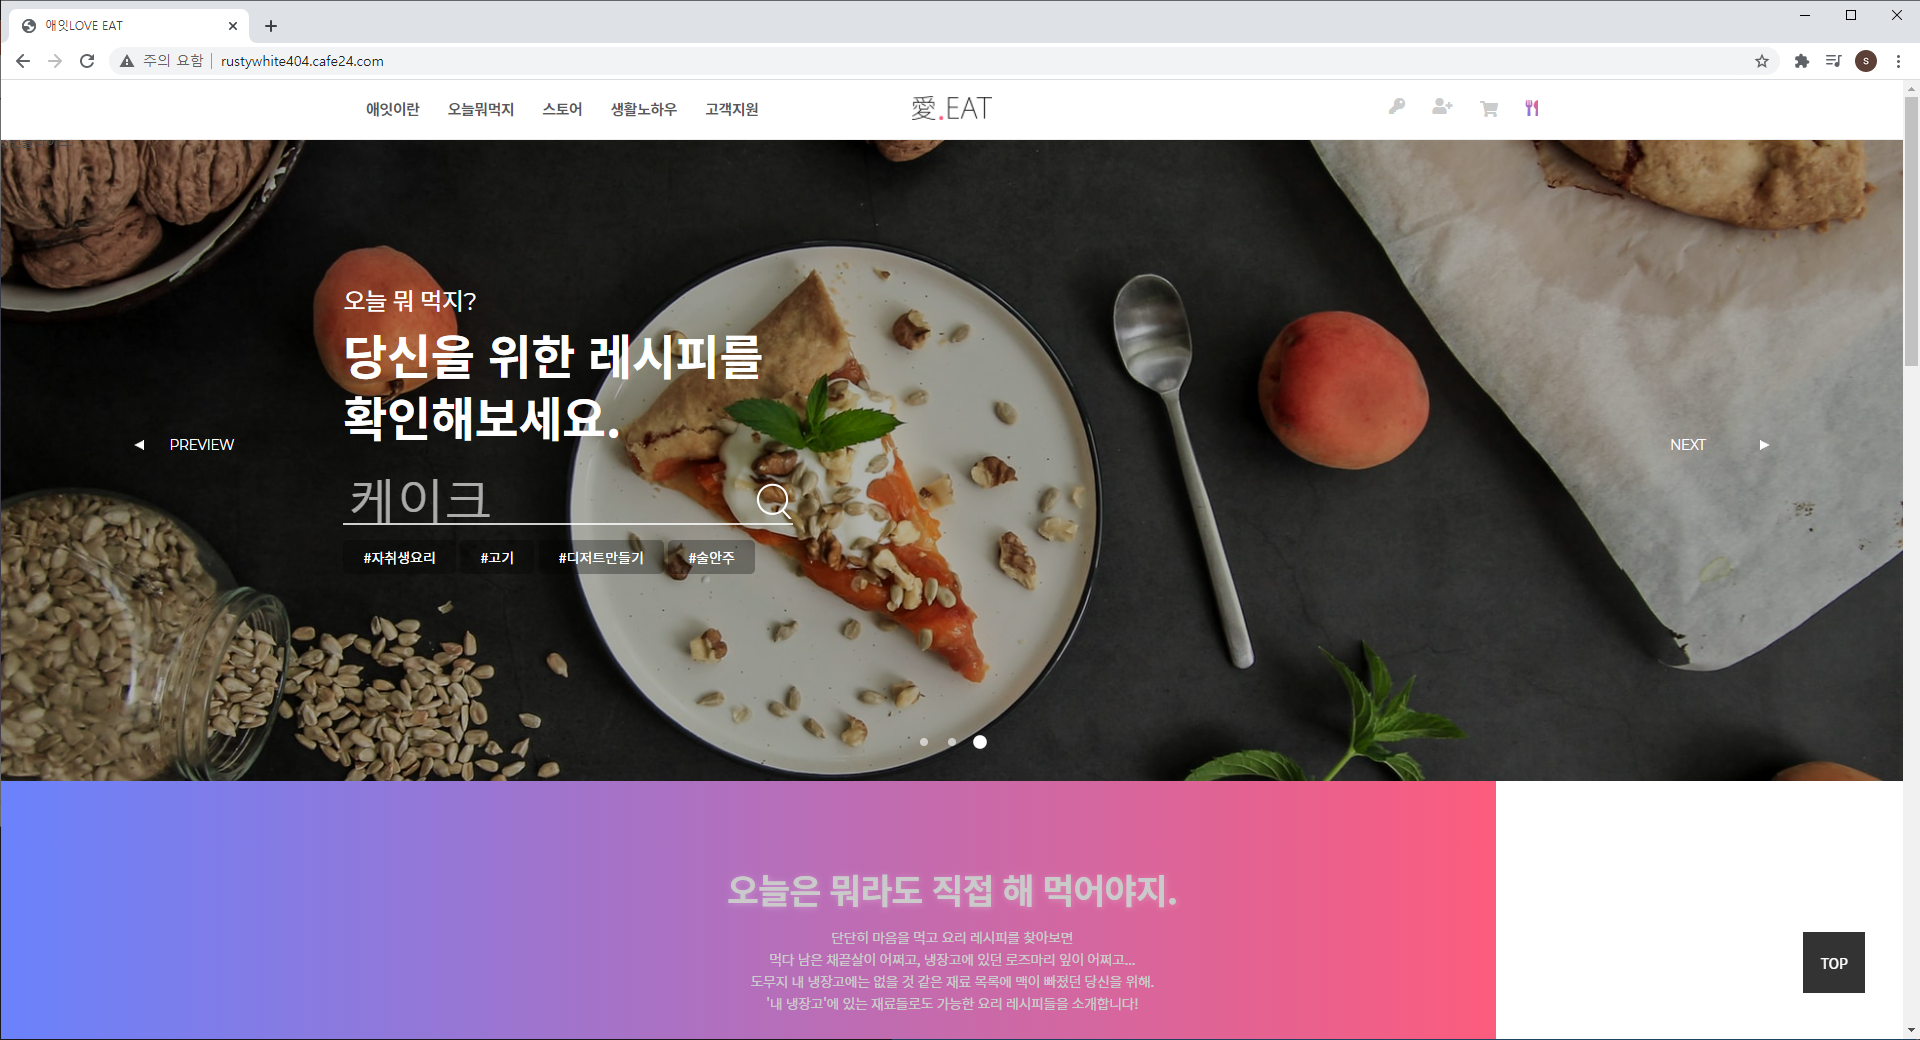 애잇LOVE EAT
주의 요함
rustywhite404.cafe24.com
S
애잇이란 오늘뭐먹지 스토어 생활노하우 고객지원
愛.EAT
오늘 뭐 먹지?
당신을 위한 레시피를
확인해보세요.
◀ PREVIEW
NEXT ▶
케이크
#자취생요리 #고기 #디저트만들기 #술안주
오늘은 뭐라도 직접 해 먹어야지.
단단히 마음을 먹고 요리 레시피를 찾아보면
먹다 남은 채끝살이 어쩌고, 냉장고에 있던 로즈마리 잎이 어쩌고...
도무지 내 냉장고에는 없을 것 같은 재료 목록에 맥이 빠졌던 당신을 위해.
'내 냉장고'에 있는 재료들로도 가능한 요리 레시피들을 소개합니다!
TOP